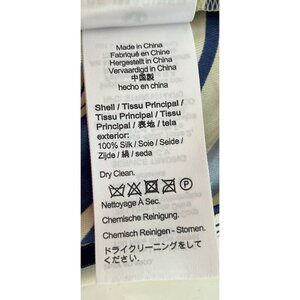 Made in China
Fabriqué en Chine
Hergestellt in China
Vervaardigd in China
中国製
hecho en china
Shell / Tissu Principal /
Tissu Principal / Tissu
Principal / 表地 / tela
exterior:
100% Silk / Soie / Seide /
Zijde / 絹 / seda
Dry Clean.
P
Nettoyage À Sec.
Chemische Reinigung.
Chemisch Reinigen - Stomen.
ドライクリーニングをして
ください。